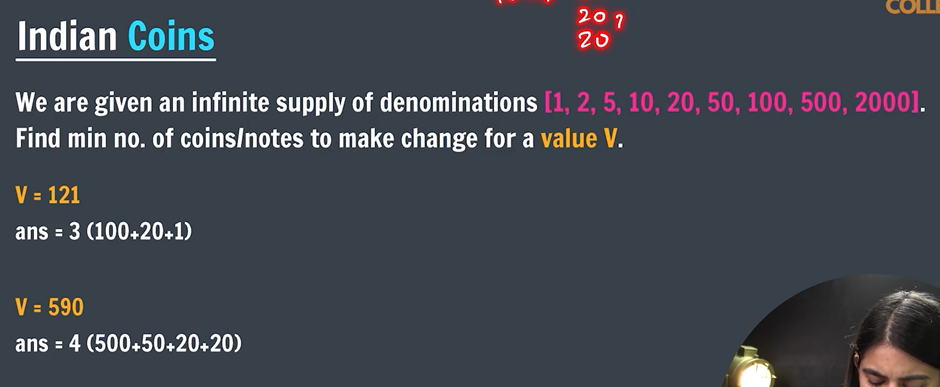 COLLE
20 ?
20
Indian Coins
We are given an infinite supply of denominations [1, 2, 5, 10, 20, 50, 100, 500, 2000].
Find min no. of coins/notes to make change for a value V.
V = 121
ans = 3 (100+20+1)
V = 590
ans = 4 (500+50+20+20)